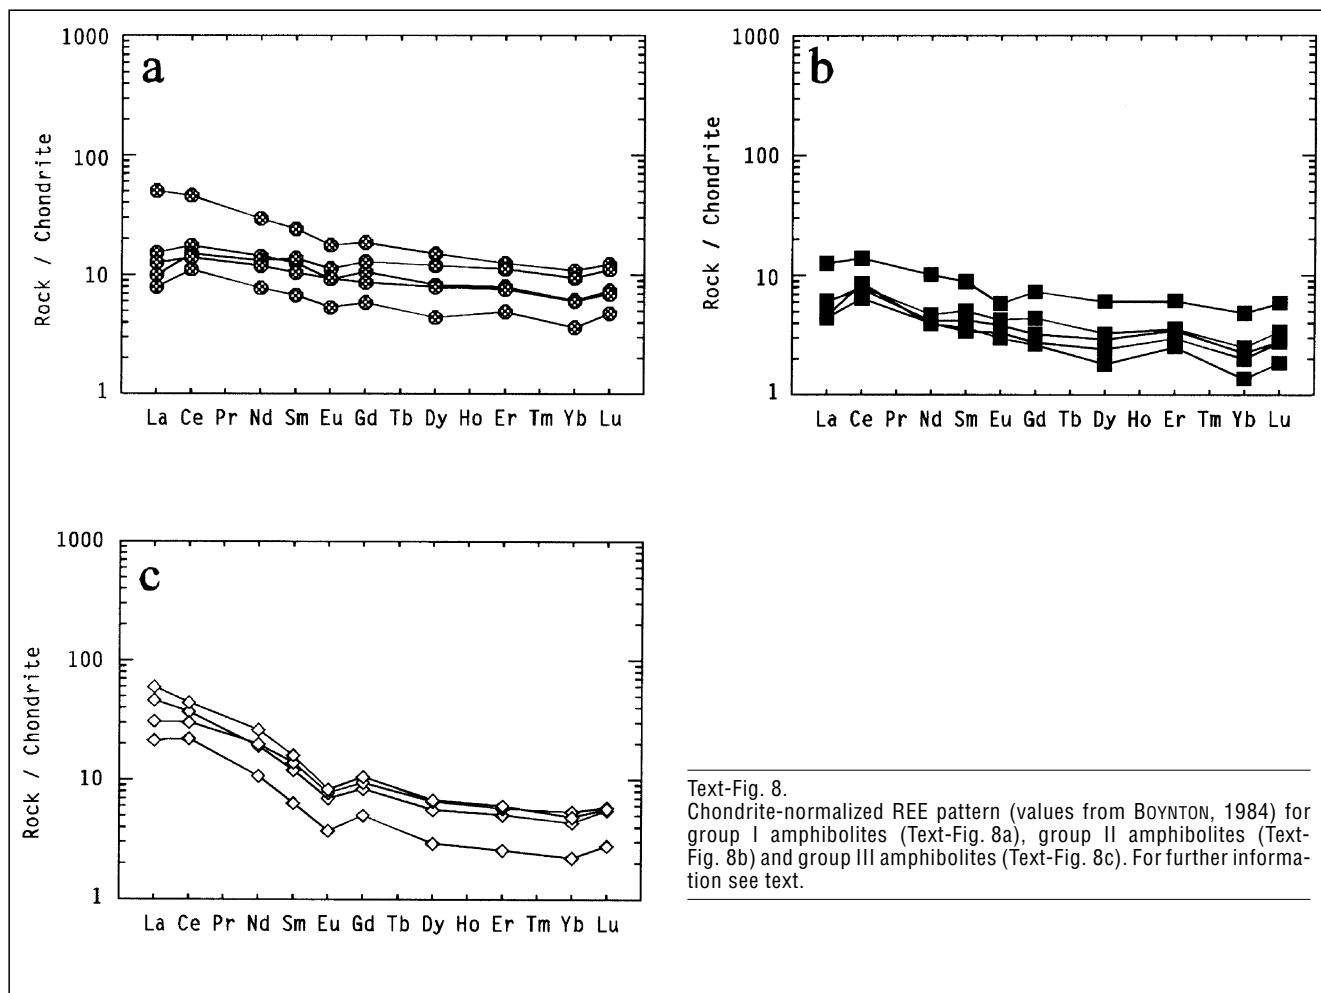 a
1000
100
10
1
Rock / Chondrite
La Ce Pr Nd Sm Eu Gd Tb Dy Ho Er Tm Yb Lu
b
1000
100
10
1
Rock / Chondrite
La Ce Pr Nd Sm Eu Gd Tb Dy Ho Er Tm Yb Lu
c
1000
100
10
1
Rock / Chondrite
La Ce Pr Nd Sm Eu Gd Tb Dy Ho Er Tm Yb Lu
Text-Fig. 8.
Chondrite-normalized REE pattern (values from BOYNTON, 1984) for
group I amphibolites (Text-Fig. 8a), group II amphibolites (Text-
Fig. 8b) and group III amphibolites (Text-Fig. 8c). For further informa-
tion see text.